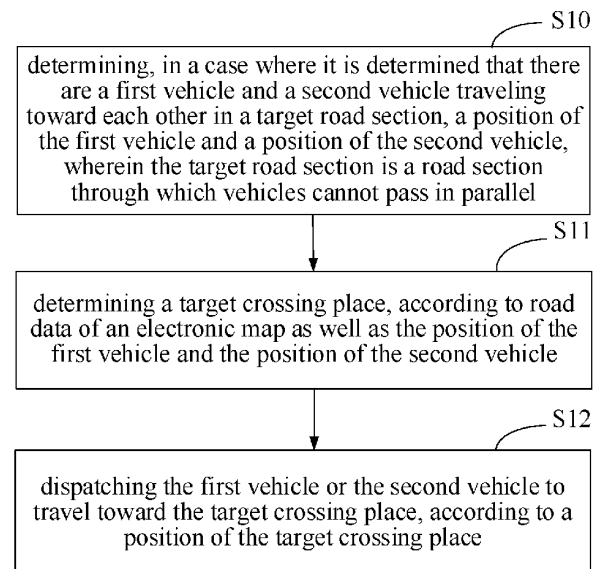 S10
determining, in a case where it is determined that there
are a first vehicle and a second vehicle traveling
toward each other in a target road section, a position of
the first vehicle and a position of the second vehicle,
wherein the target road section is a road section
through which vehicles cannot pass in parallel
S11
determining a target crossing place, according to road
data of an electronic map as well as the position of the
first vehicle and the position of the second vehicle
S12
dispatching the first vehicle or the second vehicle to
travel toward the target crossing place, according to a
position of the target crossing place